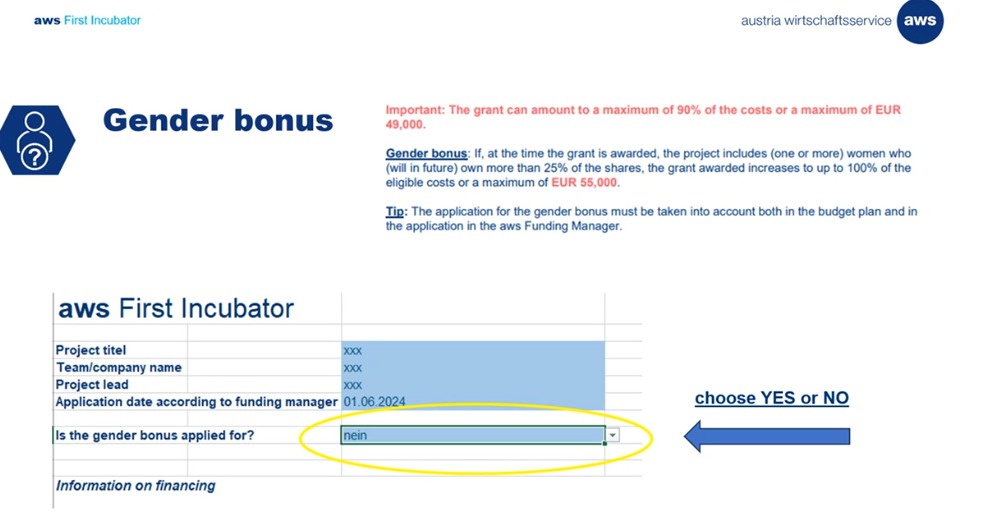 aws First Incubator
austria wirtschaftsservice aws
Gender bonus
Important: The grant can amount to a maximum of 90% of the costs or a maximum of EUR
49,000.
Gender bonus: If, at the time the grant is awarded, the project includes (one or more) women who
(will in future) own more than 25% of the shares, the grant awarded increases to up to 100% of the
eligible costs or a maximum of EUR 55,000.
Tip: The application for the gender bonus must be taken into account both in the budget plan and in
the application in the aws Funding Manager.
?
aws First Incubator
Project titel xxx
Team/company name xxx
Project lead xxx
Application date according to funding manager 01.06.2024
Is the gender bonus applied for? nein
choose YES or NO
Information on financing